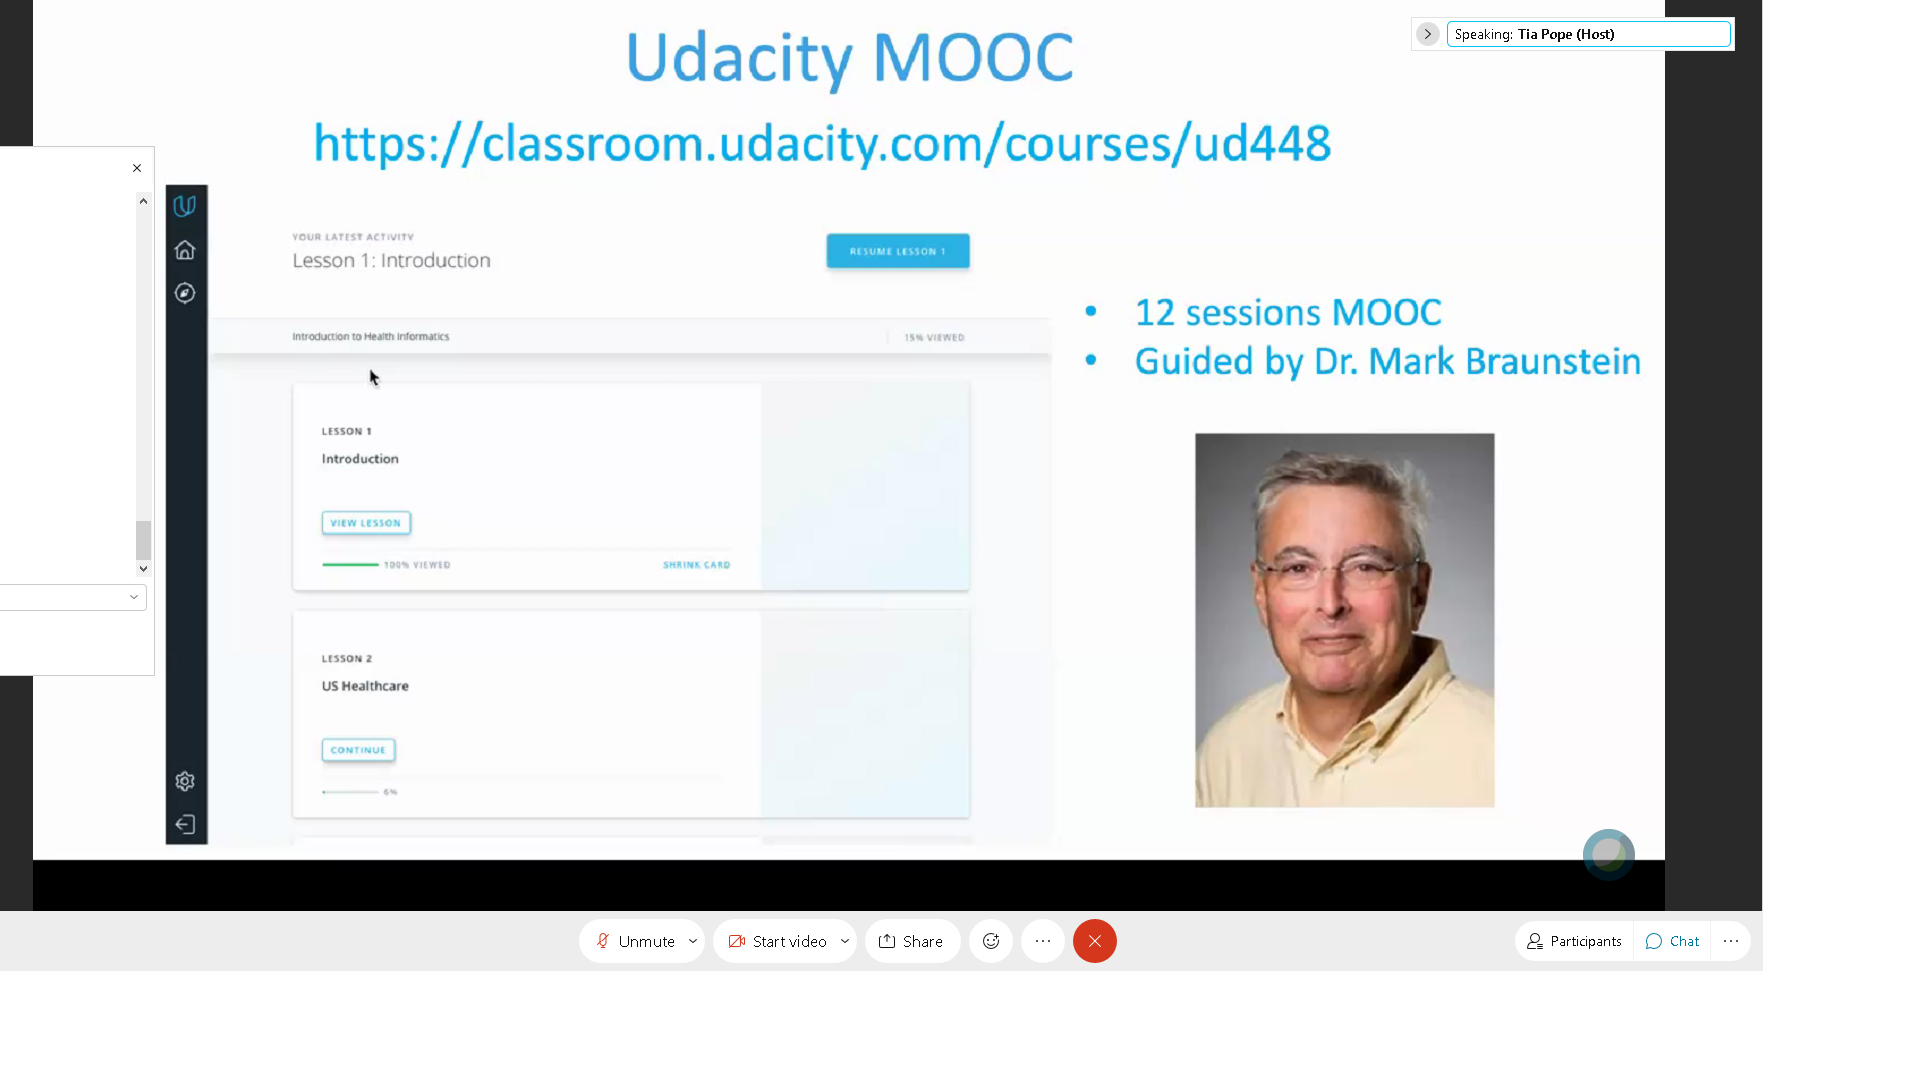 Udacity MOOC
https://classroom.udacity.com/courses/ud448
Speaking: Tia Pope (Host)
YOUR LATEST ACTIVITY
Lesson 1: Introduction
RESUME LESSON 1
Introduction to Health Informatics
15% VIEWED
LESSON 1
Introduction
VIEW LESSON
100% VIEWED
SHRINK CARD
LESSON 2
US Healthcare
CONTINUE
6%
• 12 sessions MOOC
• Guided by Dr. Mark Braunstein
Unmute
Start video
Share
Participants
Chat